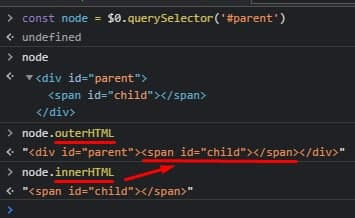 > const node = $0.querySelector('#parent')
<· undefined
> node
<· ▼<div id="parent">
<span id="child"></span>
</div>
> node.outerHTML
<· "<div id="parent"><span id="child"></span></div>"
> node.innerHTML
<· "<span id="child"></span>"
>